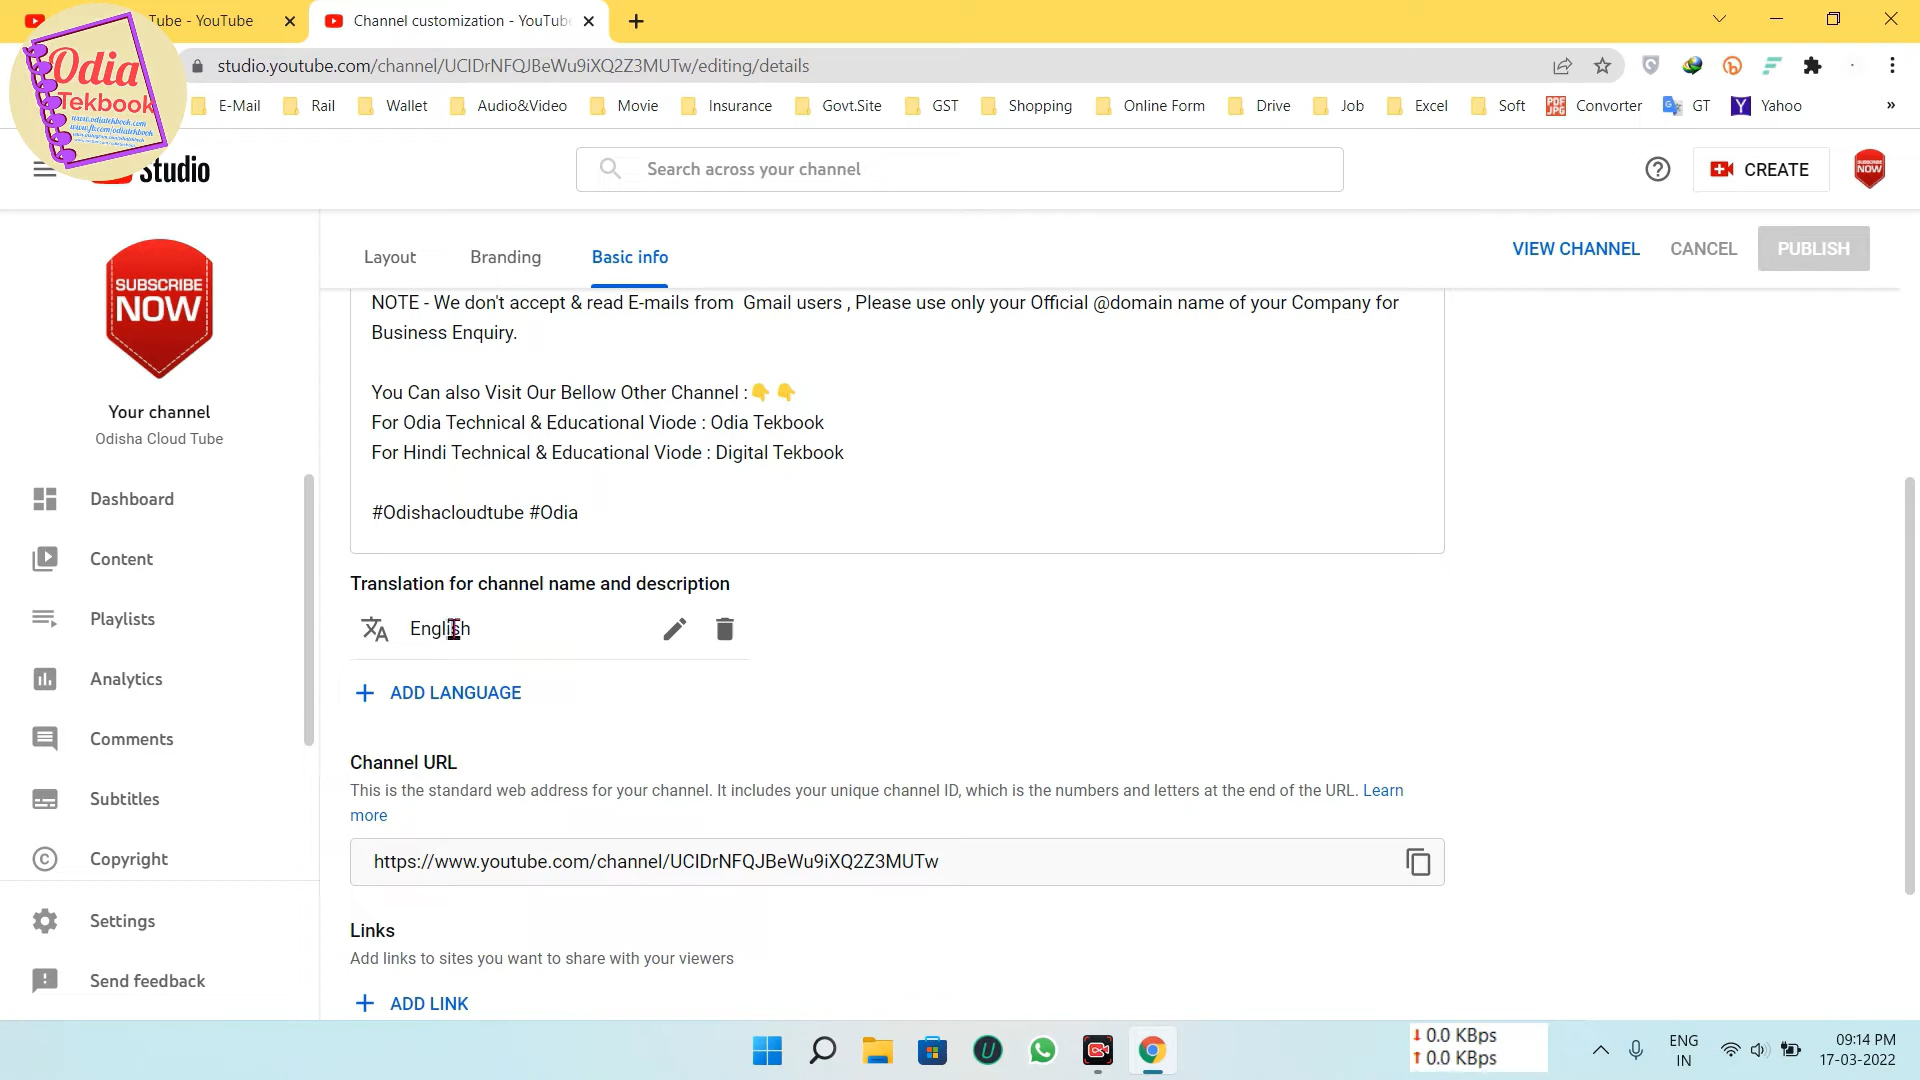 Tube - YouTube
Channel customization - YouTub
studio.youtube.com/channel/UCIDrNFQJBeWu9iXQ2Z3MUTw/editing/details
Odia
Tekbook
www.odiatekbook.com
E-Mail Rail Wallet Audio&Video Movie Insurance Govt.Site GST Shopping Online Form Drive Job Excel Soft PDF JPG Converter GT Yahoo
Studio
Search across your channel
CREATE
SUBSCRIBE
NOW
Your channel
Odisha Cloud Tube
Dashboard
Content
Playlists
Analytics
Comments
Subtitles
Copyright
Settings
Send feedback
Layout Branding Basic info
VIEW CHANNEL CANCEL PUBLISH
NOTE - We don't accept & read E-mails from  Gmail users , Please use only your Official @domain name of your Company for
Business Enquiry.
You Can also Visit Our Bellow Other Channel :👇👇
For Odia Technical & Educational Viode : Odia Tekbook
For Hindi Technical & Educational Viode : Digital Tekbook
#Odishacloudtube #Odia
Translation for channel name and description
English
ADD LANGUAGE
Channel URL
This is the standard web address for your channel. It includes your unique channel ID, which is the numbers and letters at the end of the URL. Learn
more
https://www.youtube.com/channel/UCIDrNFQJBeWu9iXQ2Z3MUTw
Links
Add links to sites you want to share with your viewers
ADD LINK
0.0 KBps
0.0 KBps
ENG
IN
09:14 PM
17-03-2022